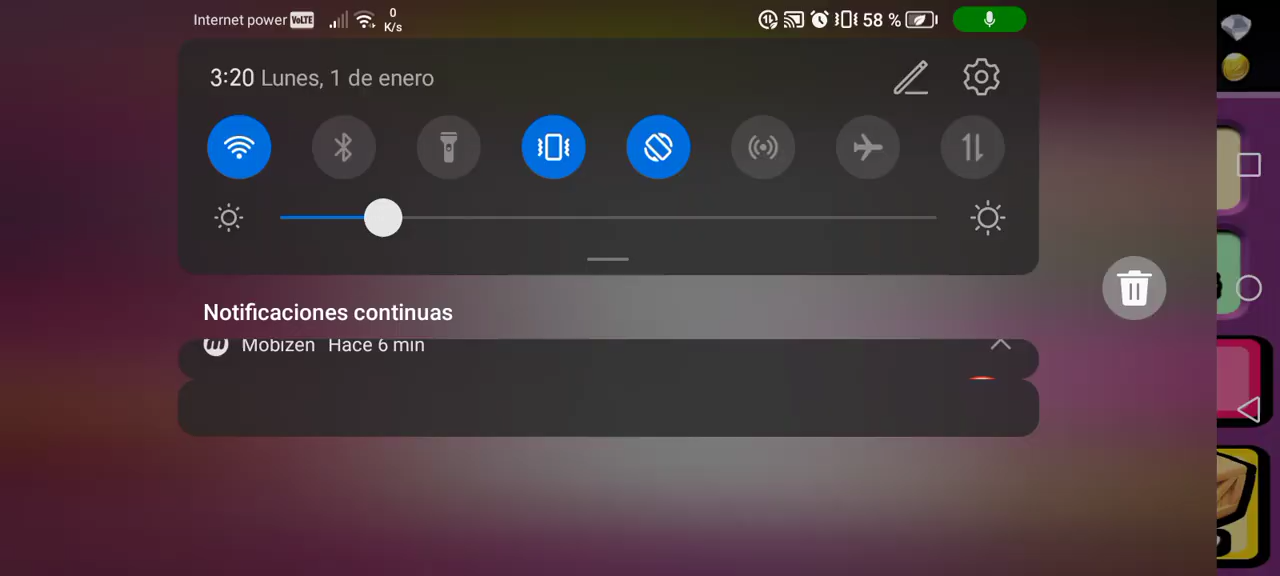 Internet power VoLTE 0 K/s 58 %
3:20 Lunes, 1 de enero
Notificaciones continuas
Mobizen Hace 6 min